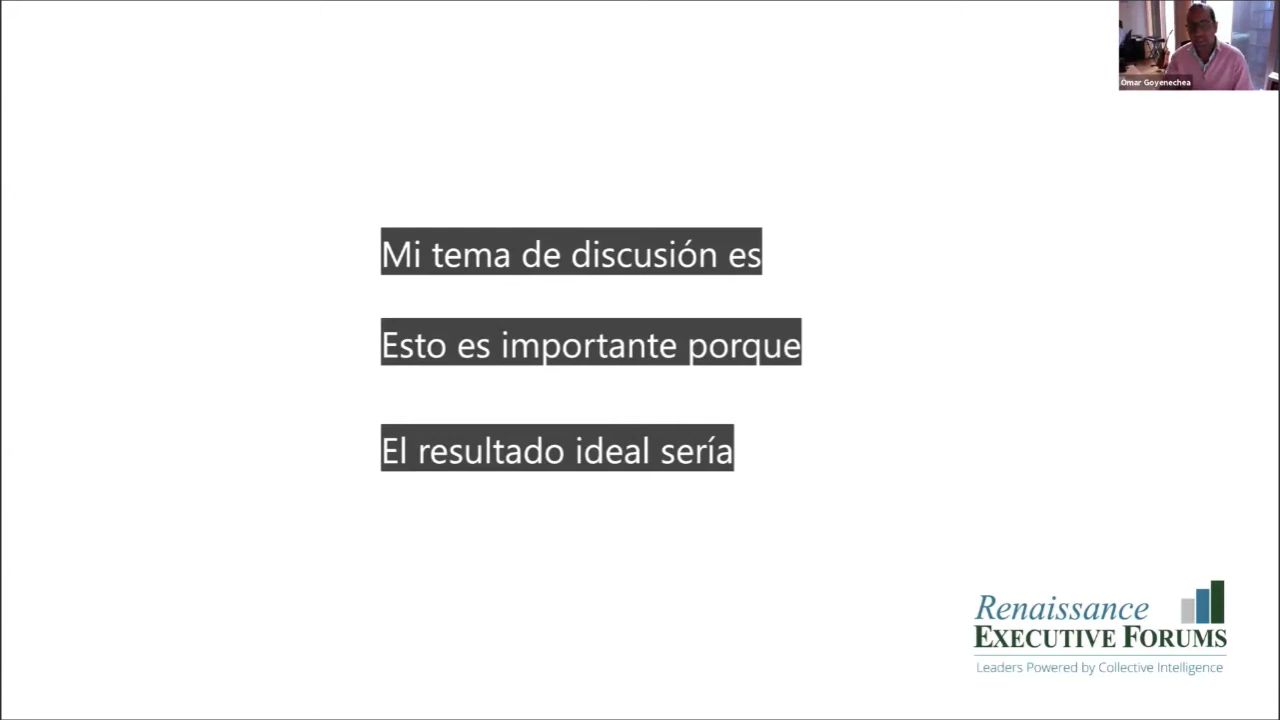 Omar Goyenechea
Mi tema de discusión es
Esto es importante porque
El resultado ideal sería
Renaissance
EXECUTIVE FORUMS
Leaders Powered by Collective Intelligence